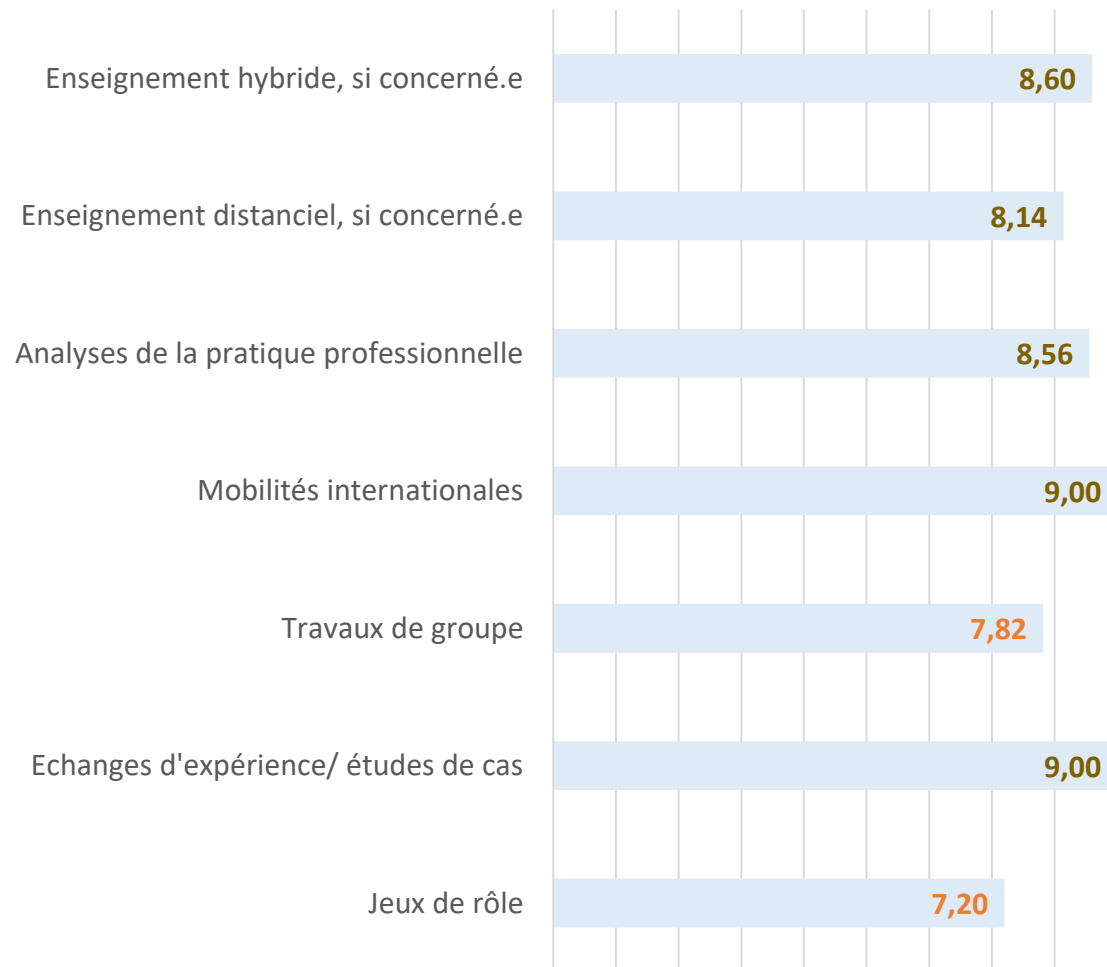 Enseignement hybride, si concerné.e 8,60
Enseignement distanciel, si concerné.e 8,14
Analyses de la pratique professionnelle 8,56
Mobilités internationales 9,00
Travaux de groupe 7,82
Echanges d'expérience/ études de cas 9,00
Jeux de rôle 7,20